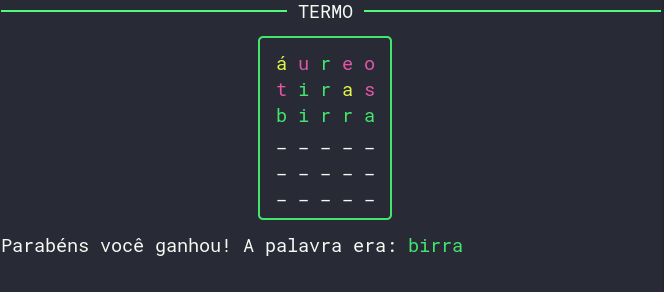 TERMO
á u r e o
t i r a s
b i r r a
_ _ _ _ _
_ _ _ _ _
_ _ _ _ _
Parabéns você ganhou! A palavra era: birra